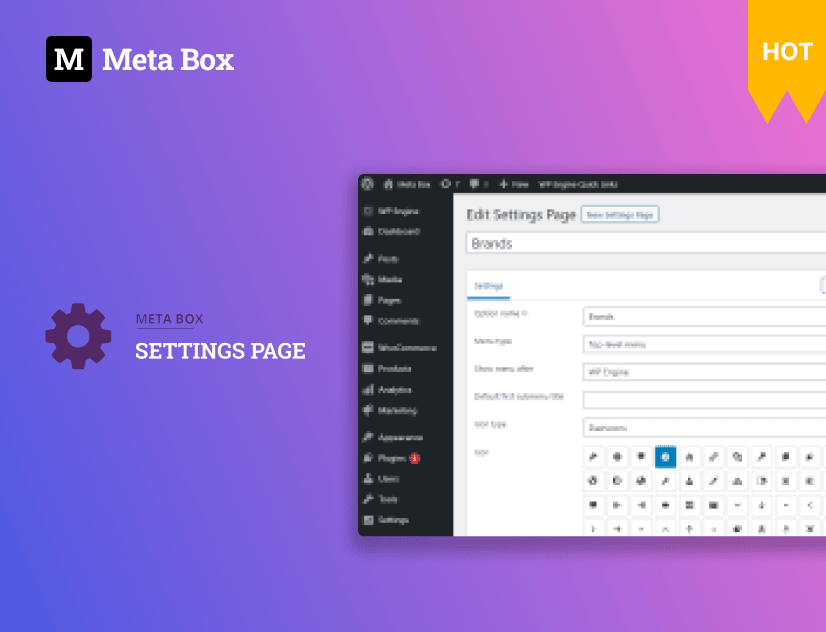 M Meta Box
HOT
META BOX
SETTINGS PAGE
Meta Box
New
WP Engine Quick Links
WP Engine
Dashboard
Posts
Media
Pages
Comments
WooCommerce
Products
Analytics
Marketing
Appearance
Plugins
Users
Tools
Settings
Edit Settings Page New Settings Page
Brands
Settings
Option name
Brands
Menu type
Top-level menu
Show menu after
WP Engine
Default first submenu title
Icon type
Dashicons
Icon